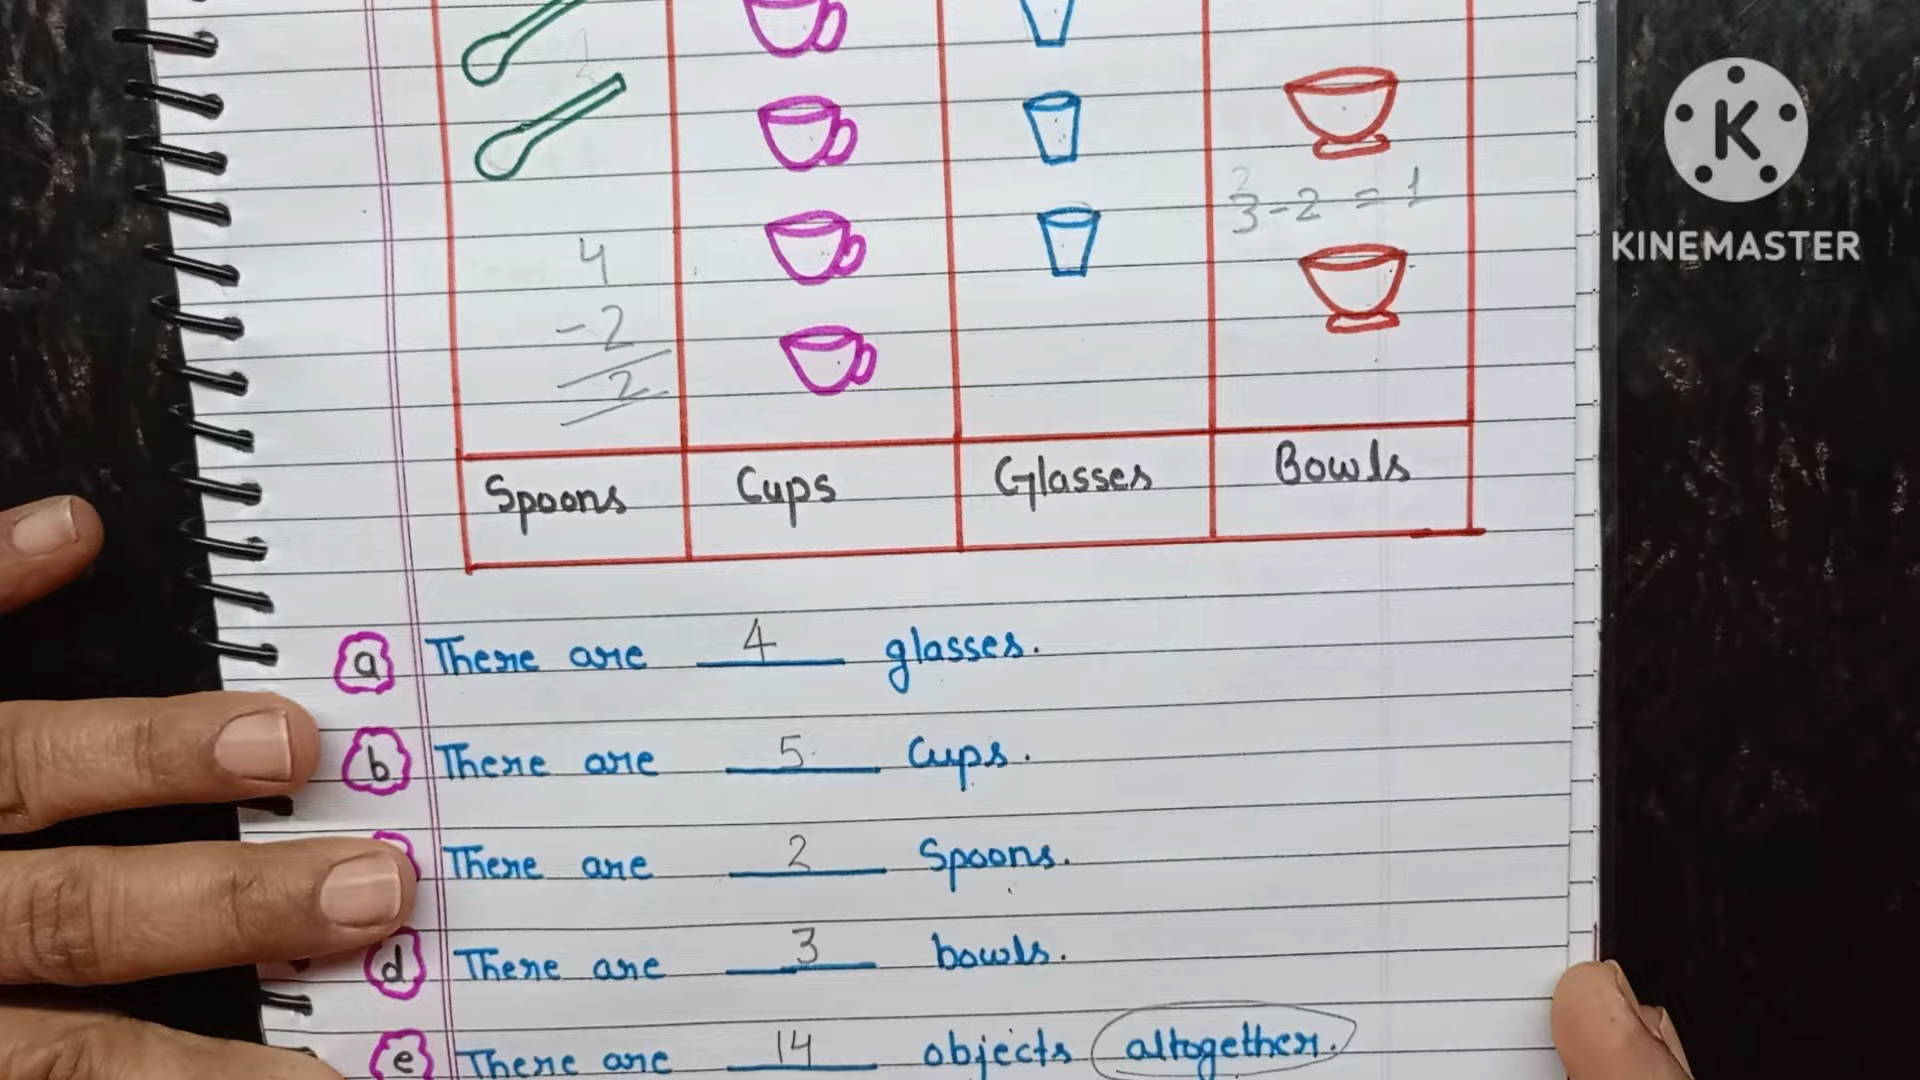 3 - 2 = 1
4
- 2
2
Spoons Cups Glasses Bowls
a There are 4 glasses.
b There are 5 Cups.
There are 2 Spoons.
d There are 3 bowls.
e There are 14 objects altogether.
K
KINEMASTER